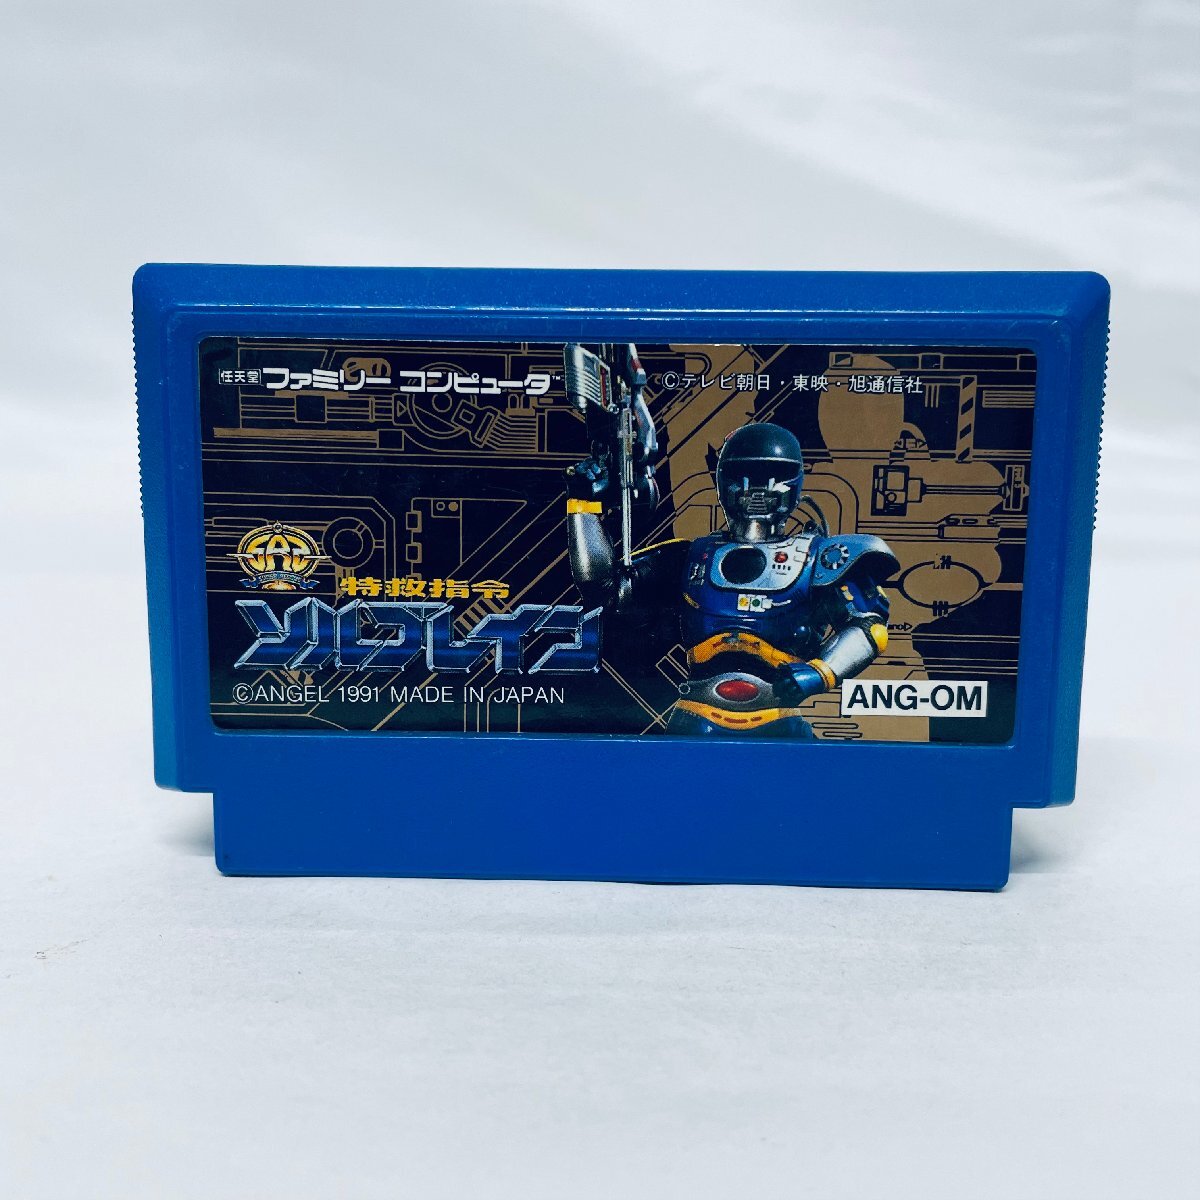 任天堂 ファミリー コンピュータ™
©テレビ朝日・東映・旭通信社
特救指令
ソルブレイン
©ANGEL 1991 MADE IN JAPAN
ANG-OM